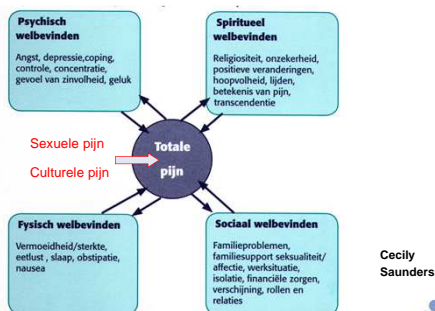 Psychisch
welbevinden
Angst, depressie,coping,
controle, concentratie,
gevoel van zinvolheid, geluk
Spiritueel
welbevinden
Religiositeit, onzekerheid,
positieve veranderingen,
hoopvolheid, lijden,
betekenis van pijn,
transcendentie
Sexuele pijn
Culturele pijn
Totale
pijn
Fysisch welbevinden
Vermoeidheid/sterkte,
eetlust , slaap, obstipatie,
nausea
Sociaal welbevinden
Familieproblemen,
familiesupport seksualiteit/
affectie, werksituatie,
isolatie, financiële zorgen,
verschijning, rollen en
relaties
Cecily
Saunders